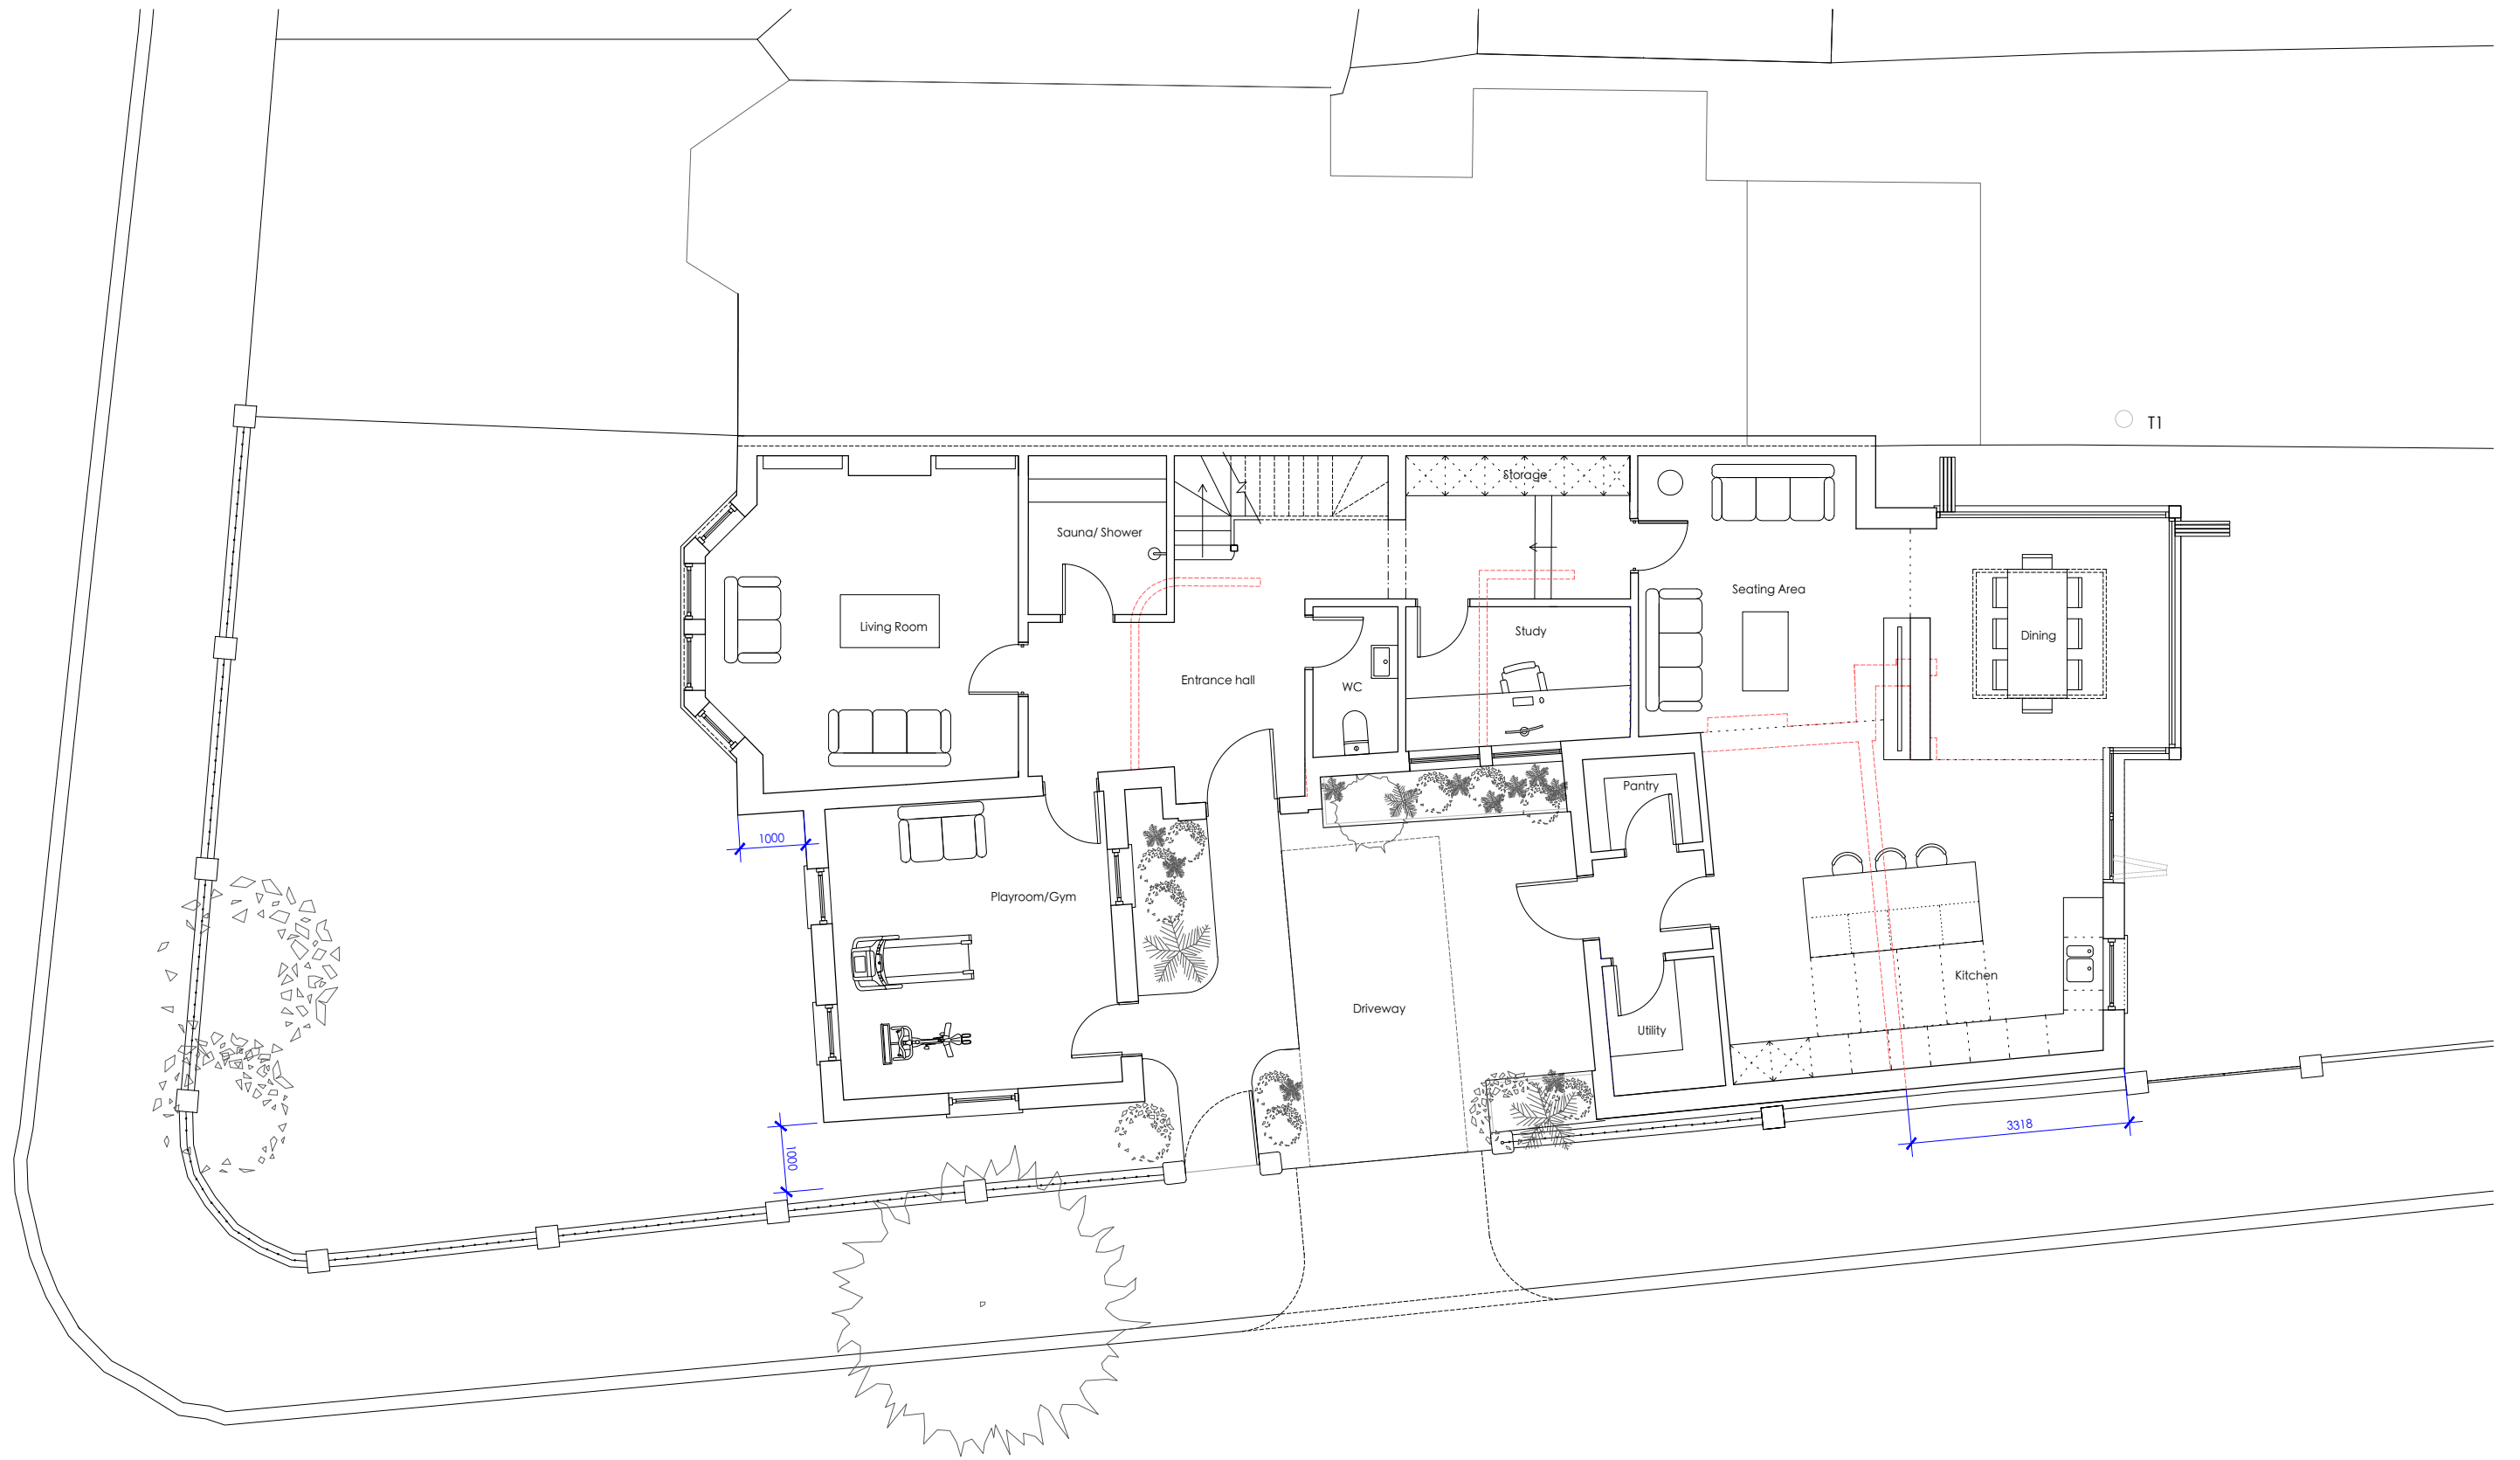 T1
Storage
Sauna/ Shower
Seating Area
Living Room
Study
Dining
Entrance hall
WC
Pantry
1000
Playroom/Gym
Kitchen
Driveway
Utility
3318
1000